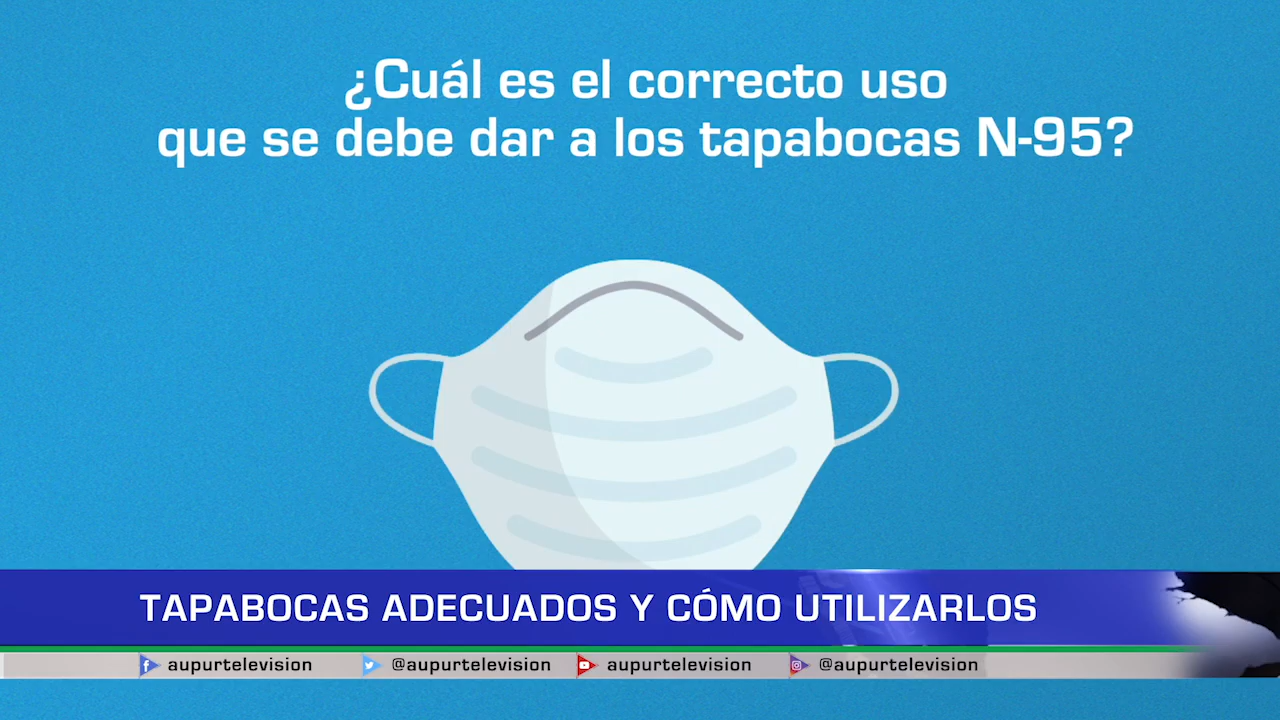 ¿Cuál es el correcto uso
que se debe dar a los tapabocas N-95?
TAPABOCAS ADECUADOS Y CÓMO UTILIZARLOS
aupurtelevision @aupurtelevision aupurtelevision @aupurtelevision